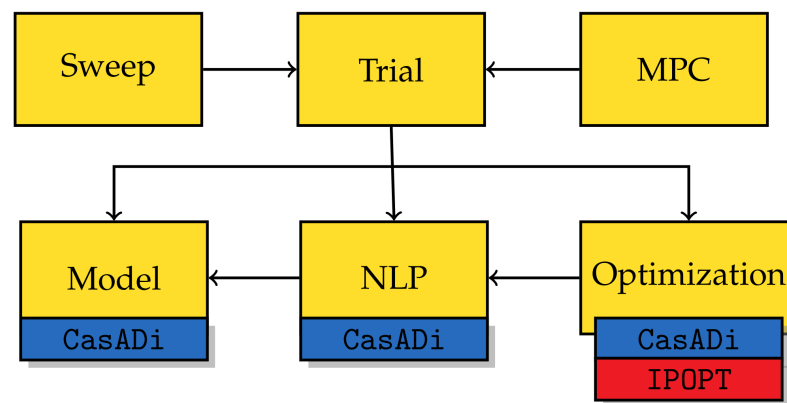 Sweep
Trial
MPC
Model
NLP
Optimization
CasADi
CasADi
CasADi
IPOPT